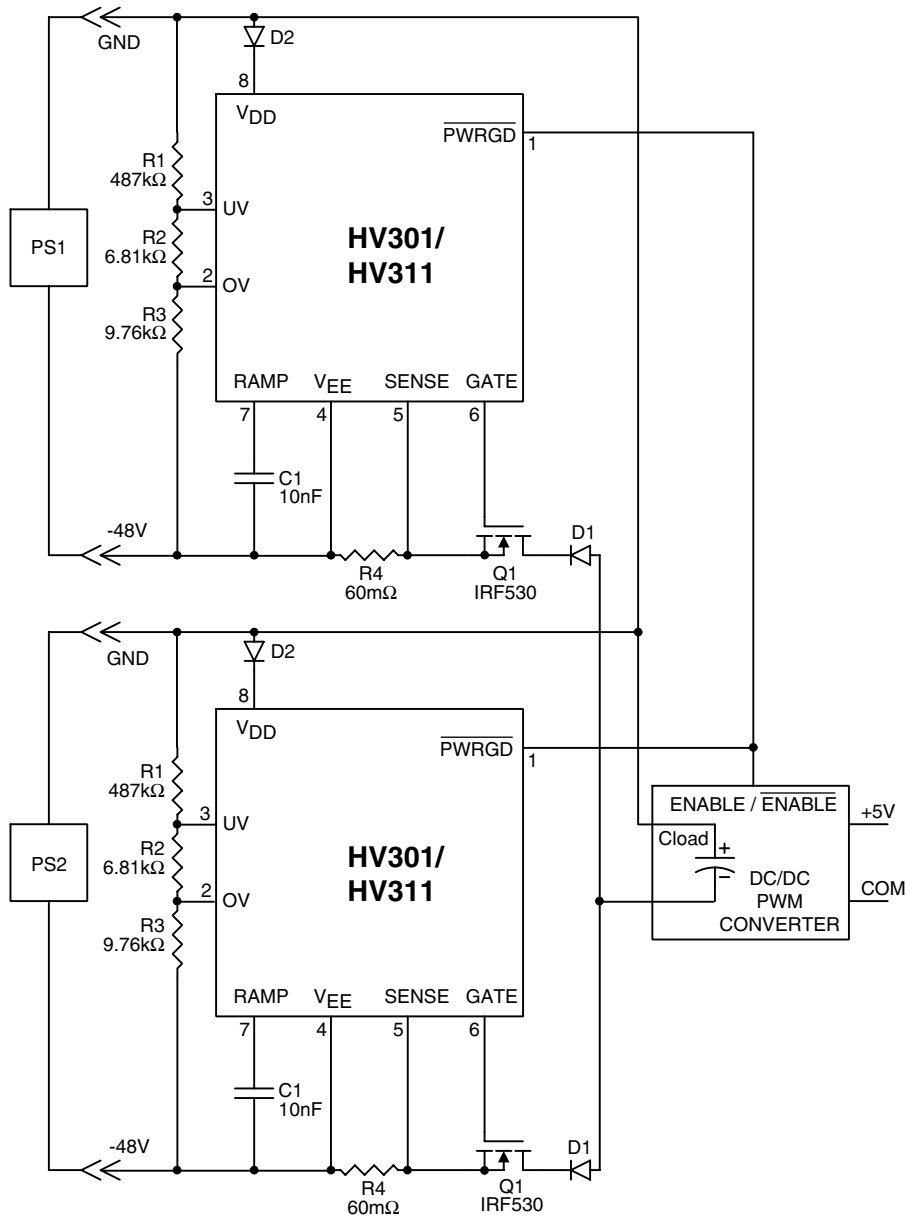 GND
D2
8
VDD
PWRGD
1
R1
487kΩ
3
UV
PS1
R2
6.81kΩ
HV301/
HV311
2
OV
R3
9.76kΩ
RAMP
VEE
SENSE
GATE
7
4
5
6
C1
10nF
-48V
R4
60mΩ
Q1
IRF530
D1
GND
D2
8
VDD
PWRGD
1
R1
487kΩ
3
UV
PS2
R2
6.81kΩ
HV301/
HV311
2
OV
R3
9.76kΩ
ENABLE / ENABLE
+5V
Cload
+
–
DC/DC
PWM
CONVERTER
COM
RAMP
VEE
SENSE
GATE
7
4
5
6
C1
10nF
-48V
R4
60mΩ
Q1
IRF530
D1